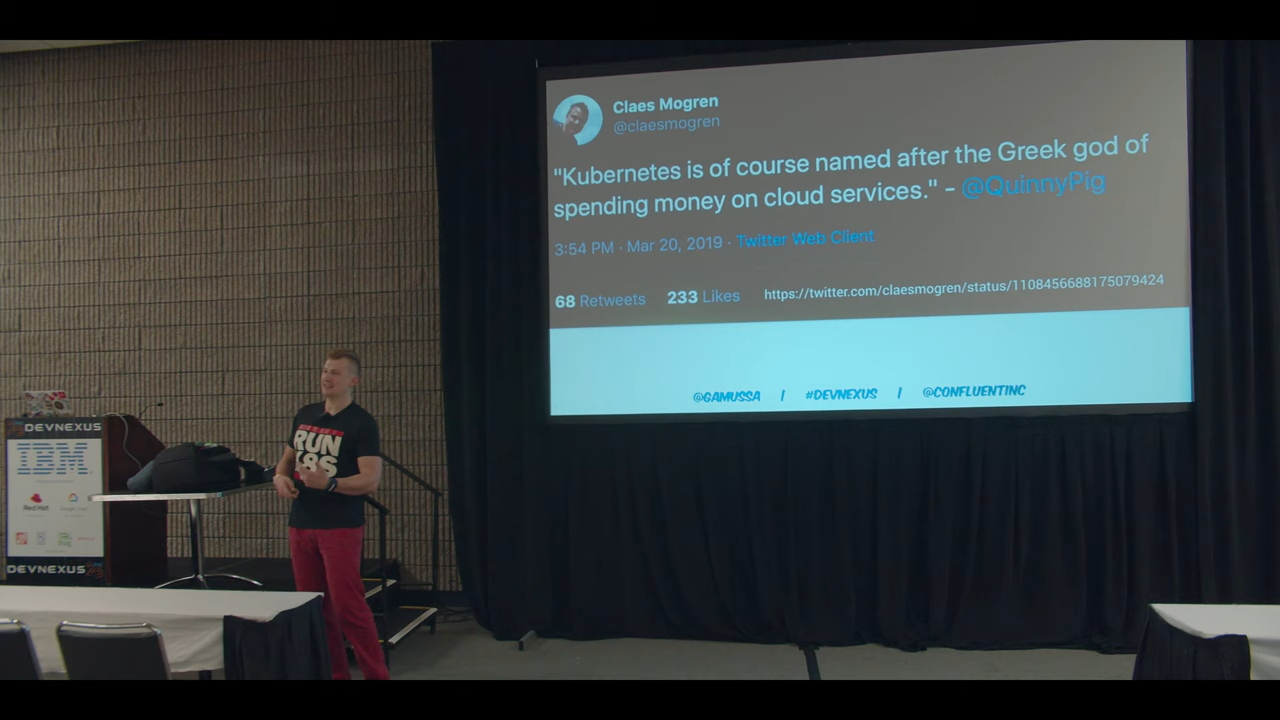 Claes Mogren
@claesmogren
"Kubernetes is of course named after the Greek god of
spending money on cloud services." - @QuinnyPig
3:54 PM · Mar 20, 2019 · Twitter Web Client
68 Retweets 233 Likes https://twitter.com/claesmogren/status/1108456688175079424
@GAMUSSA | #DEVNEXUS | @CONFLUENTINC
RUN
K8S
DEVNEXUS
IBM
Red Hat
Google Cloud
DEVNEXUS